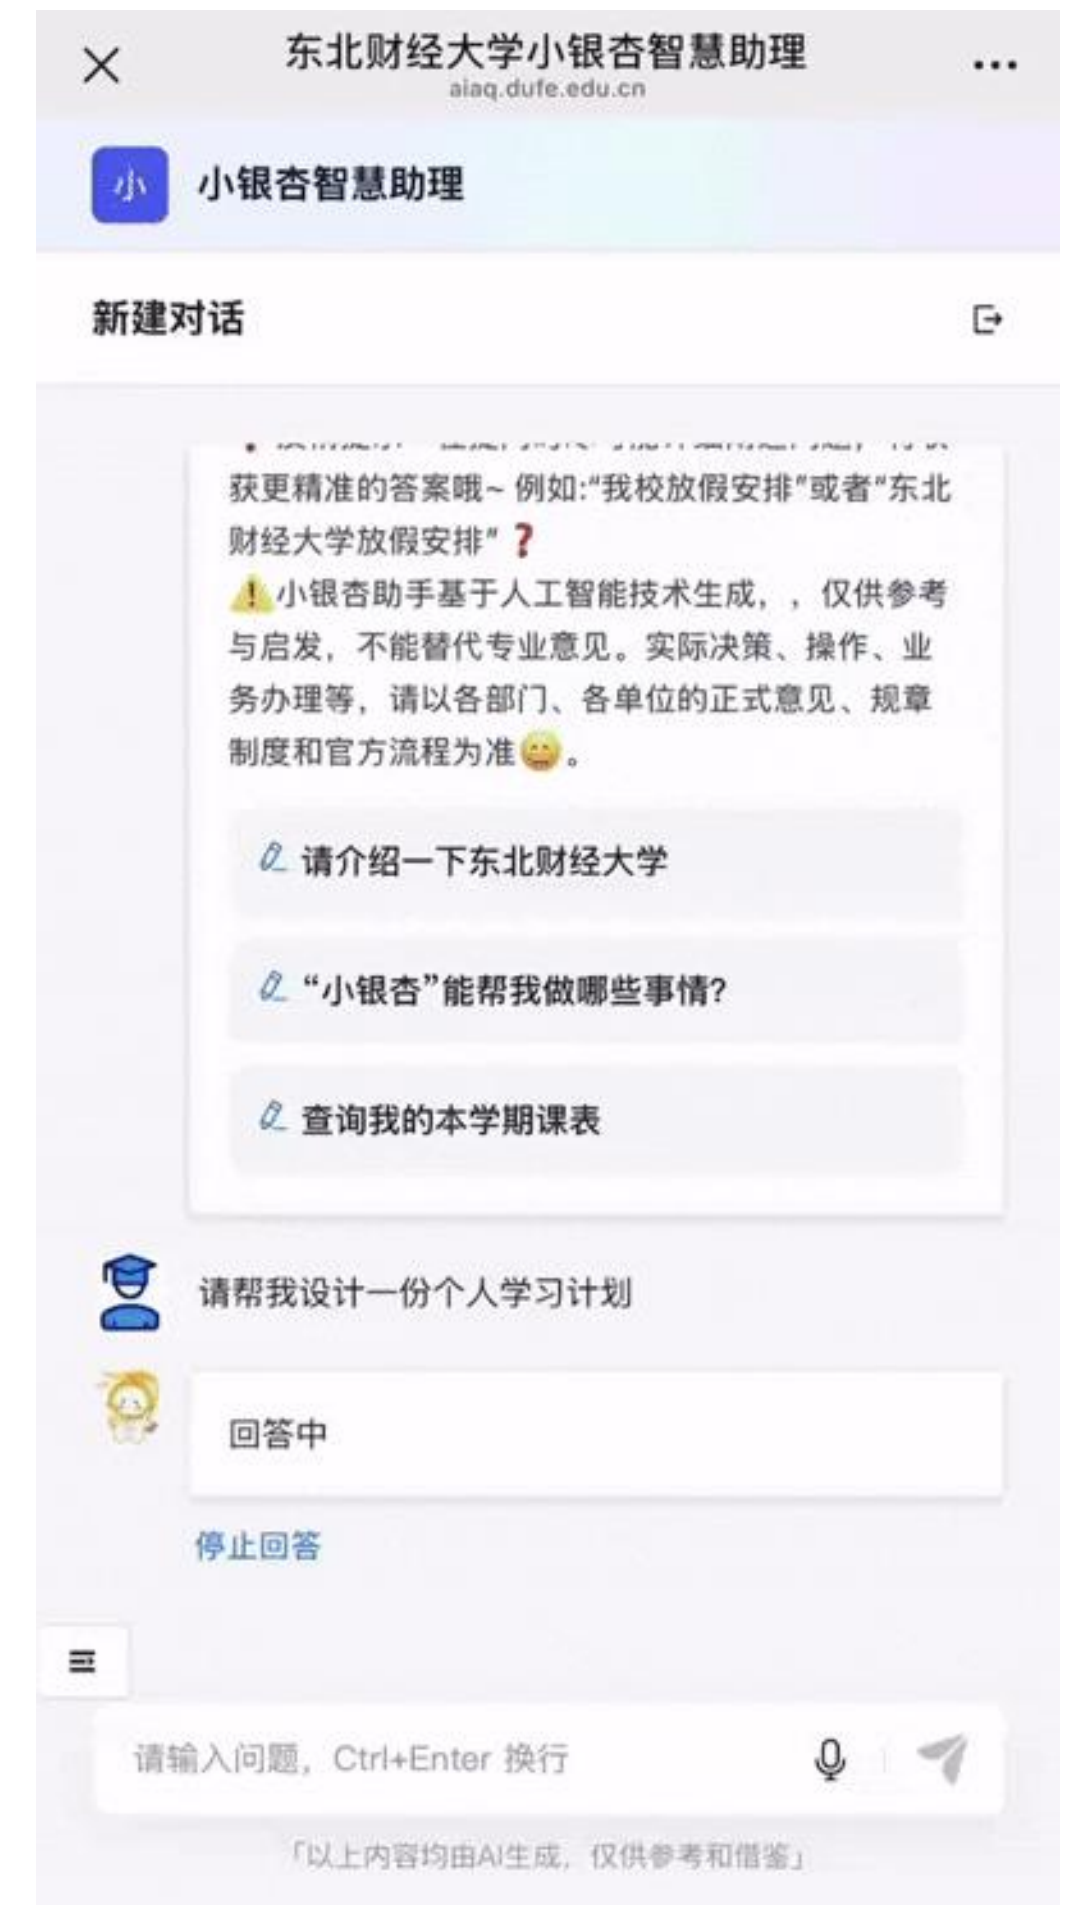 东北财经大学小银杏智慧助理
aiaq.dufe.edu.cn
小
小银杏智慧助理
新建对话
获更精准的答案哦~ 例如:“我校放假安排”或者“东北
财经大学放假安排”❓
⚠️小银杏助手基于人工智能技术生成，，仅供参考
与启发，不能替代专业意见。实际决策、操作、业
务办理等，请以各部门、各单位的正式意见、规章
制度和官方流程为准😄。
请介绍一下东北财经大学
“小银杏”能帮我做哪些事情?
查询我的本学期课表
请帮我设计一份个人学习计划
回答中
停止回答
请输入问题，Ctrl+Enter 换行
「以上内容均由AI生成，仅供参考和借鉴」